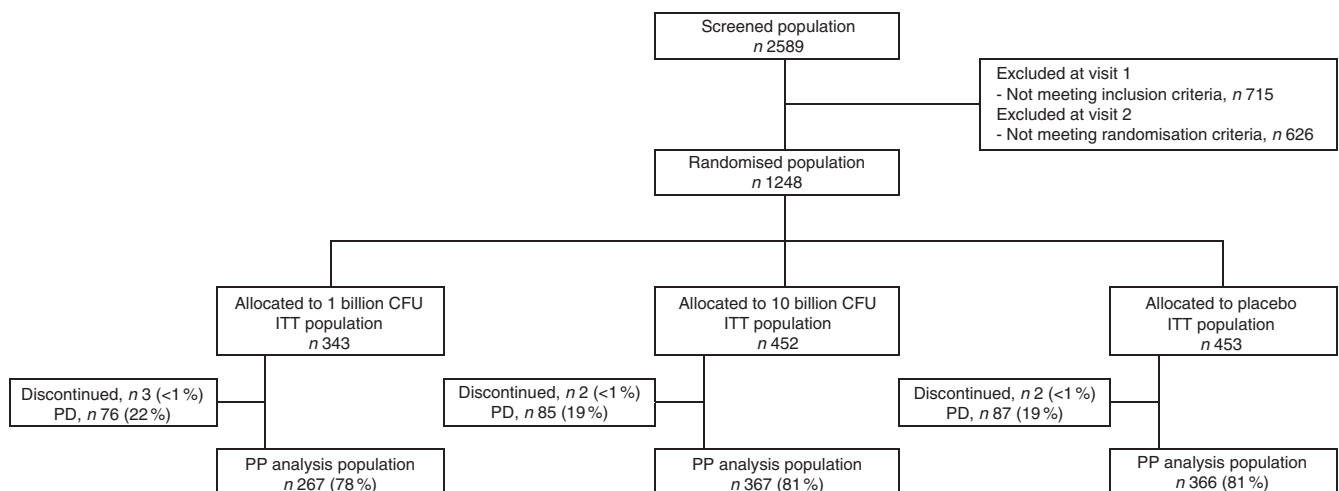 Screened population
n 2589
Excluded at visit 1
- Not meeting inclusion criteria, n 715
Excluded at visit 2
- Not meeting randomisation criteria, n 626
Randomised population
n 1248
Allocated to 1 billion CFU
ITT population
n 343
Allocated to 10 billion CFU
ITT population
n 452
Allocated to placebo
ITT population
n 453
Discontinued, n 3 (<1 %)
PD, n 76 (22 %)
Discontinued, n 2 (<1 %)
PD, n 85 (19 %)
Discontinued, n 2 (<1 %)
PD, n 87 (19 %)
PP analysis population
n 267 (78 %)
PP analysis population
n 367 (81 %)
PP analysis population
n 366 (81 %)